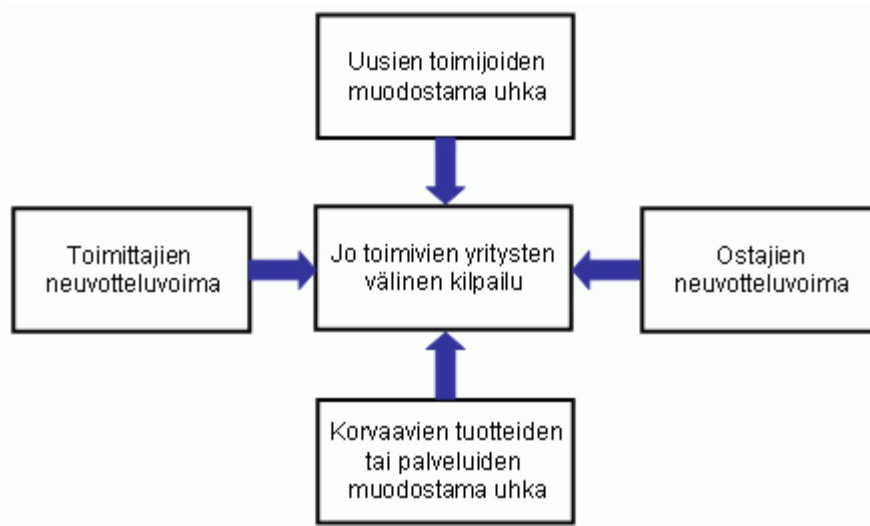 Uusien toimijoiden
muodostama uhka
Toimittajien
neuvotteluvoima
Jo toimivien yritysten
välinen kilpailu
Ostajien
neuvotteluvoima
Korvaavien tuotteiden
tai palveluiden
muodostama uhka